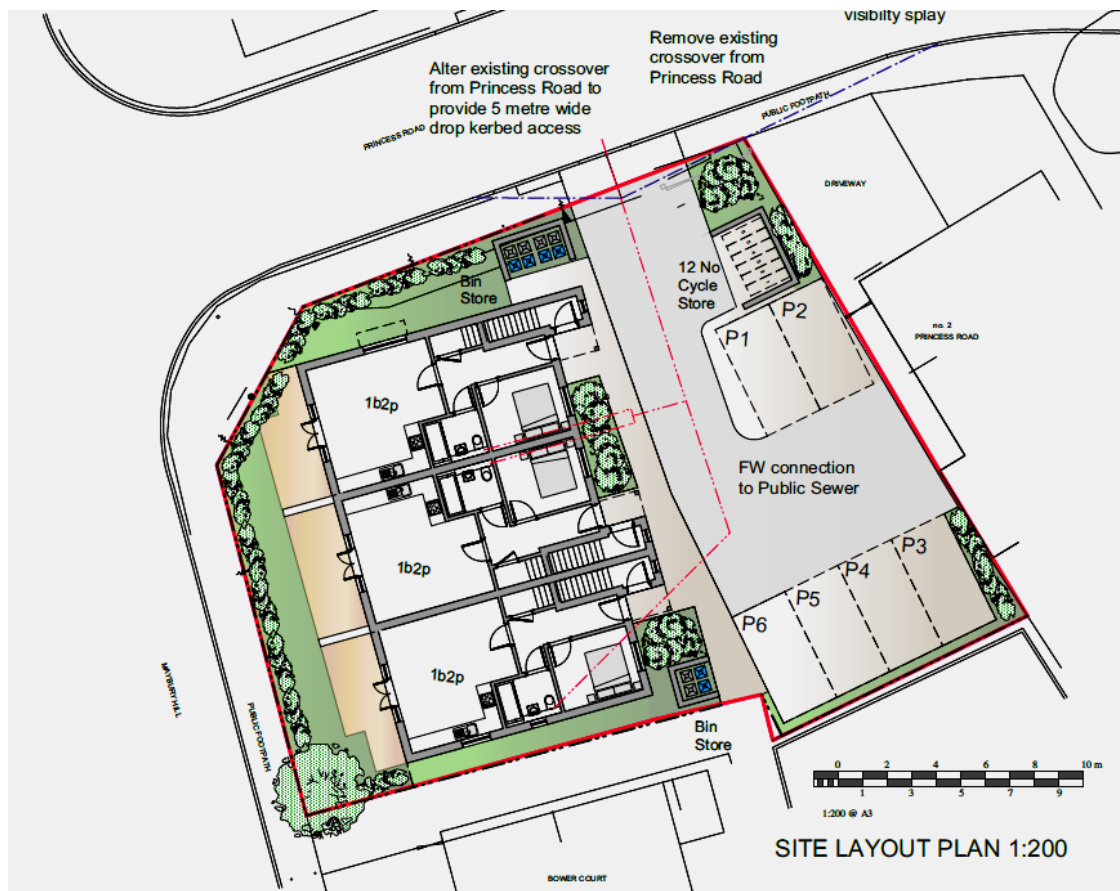 visibilty splay
Remove existing
crossover from
Princess Road
Alter existing crossover
from Princess Road to
provide 5 metre wide
drop kerbed access
PUBLIC FOOTPATH
PRINCESS ROAD
DRIVEWAY
12 No
Cycle
Store
Bin
Store
P2
P1
no. 2
PRINCESS ROAD
1b2p
FW connection
to Public Sewer
P3
P4
P5
P6
1b2p
1b2p
MAYBURY HILL
PUBLIC FOOTPATH
Bin
Store
0 2 4 6 8 10 m
1 3 5 7 9
1:200 @ A3
SITE LAYOUT PLAN 1:200
BOWER COURT